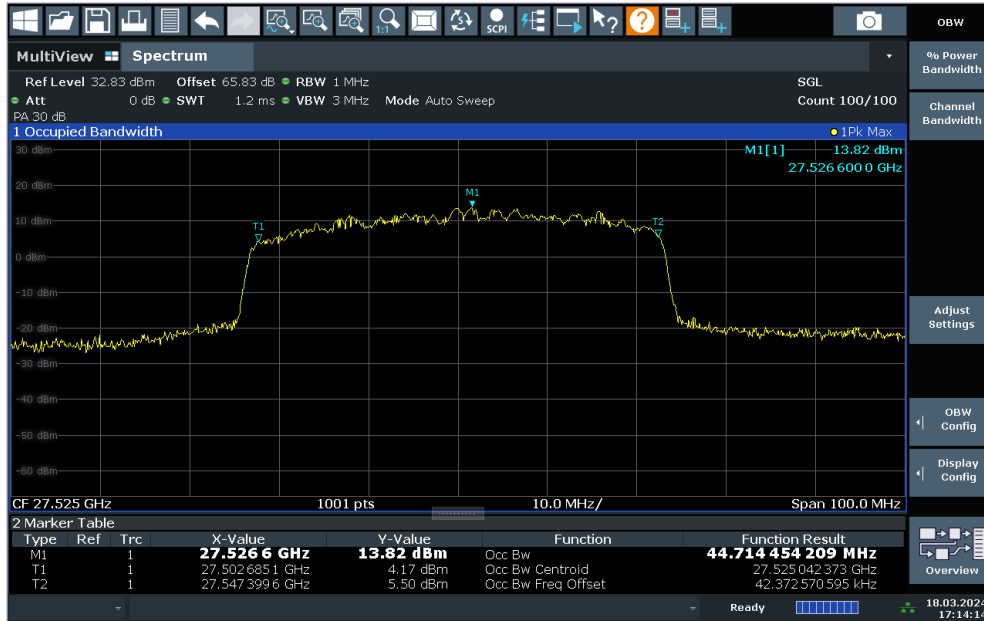 1:1
SCPI
OBW
MultiView Spectrum
% Power
Bandwidth
Ref Level 32.83 dBm Offset 65.83 dB RBW 1 MHz SGL
Att 0 dB SWT 1.2 ms VBW 3 MHz Mode Auto Sweep Count 100/100
PA 30 dB
Channel
Bandwidth
1 Occupied Bandwidth 1Pk Max
30 dBm
M1[1] 13.82 dBm
27.526 600 0 GHz
20 dBm
M1
10 dBm
T1
T2
0 dBm
-10 dBm
-20 dBm
-30 dBm
-40 dBm
-50 dBm
-60 dBm
Adjust
Settings
OBW
Config
Display
Config
CF 27.525 GHz 1001 pts 10.0 MHz/ Span 100.0 MHz
2 Marker Table
Type Ref Trc X-Value Y-Value Function Function Result
M1 1 27.526 6 GHz 13.82 dBm Occ Bw 44.714 454 209 MHz
T1 1 27.502 685 1 GHz 4.17 dBm Occ Bw Centroid 27.525 042 373 GHz
T2 1 27.547 399 6 GHz 5.50 dBm Occ Bw Freq Offset 42.372 570 595 kHz
Overview
Ready
18.03.2024
17:14:14